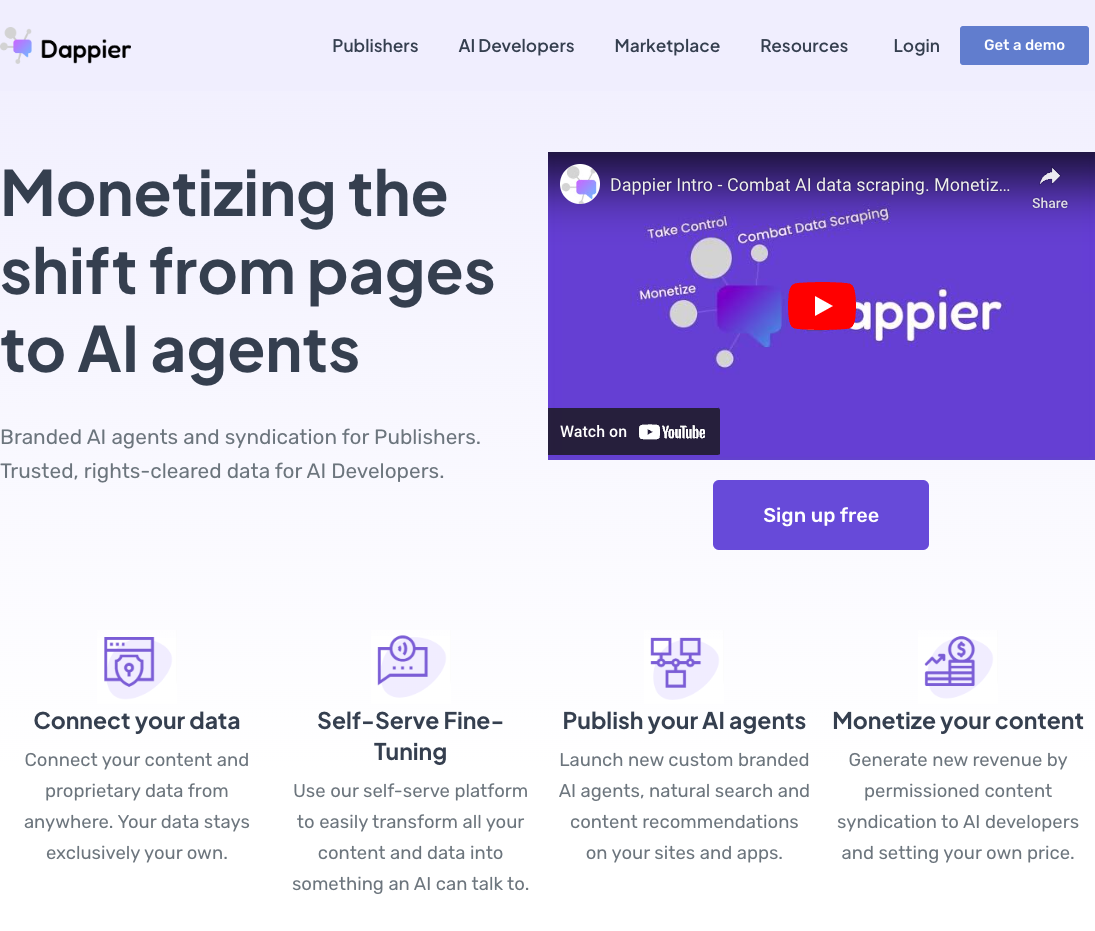 Dappier
Publishers
AI Developers
Marketplace
Resources
Login
Get a demo
Monetizing the
shift from pages
to AI agents
Branded AI agents and syndication for Publishers.
Trusted, rights-cleared data for AI Developers.
Dappier Intro - Combat AI data scraping. Monetiz...
Share
Take Control
Combat Data Scraping
Monetize
appier
Watch on YouTube
Sign up free
Connect your data
Connect your content and
proprietary data from
anywhere. Your data stays
exclusively your own.
Self-Serve Fine-
Tuning
Use our self-serve platform
to easily transform all your
content and data into
something an AI can talk to.
Publish your AI agents
Launch new custom branded
AI agents, natural search and
content recommendations
on your sites and apps.
Monetize your content
Generate new revenue by
permissioned content
syndication to AI developers
and setting your own price.